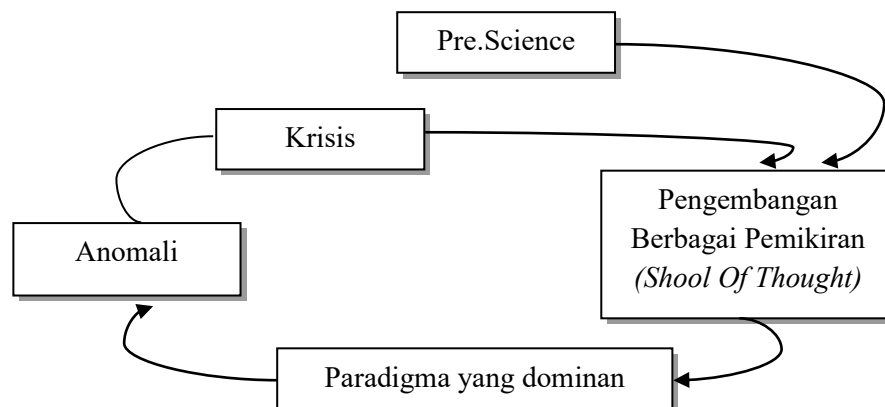 Pre.Science
Krisis
Pengembangan
Berbagai Pemikiran
(Shool Of Thought)
Anomali
Paradigma yang dominan